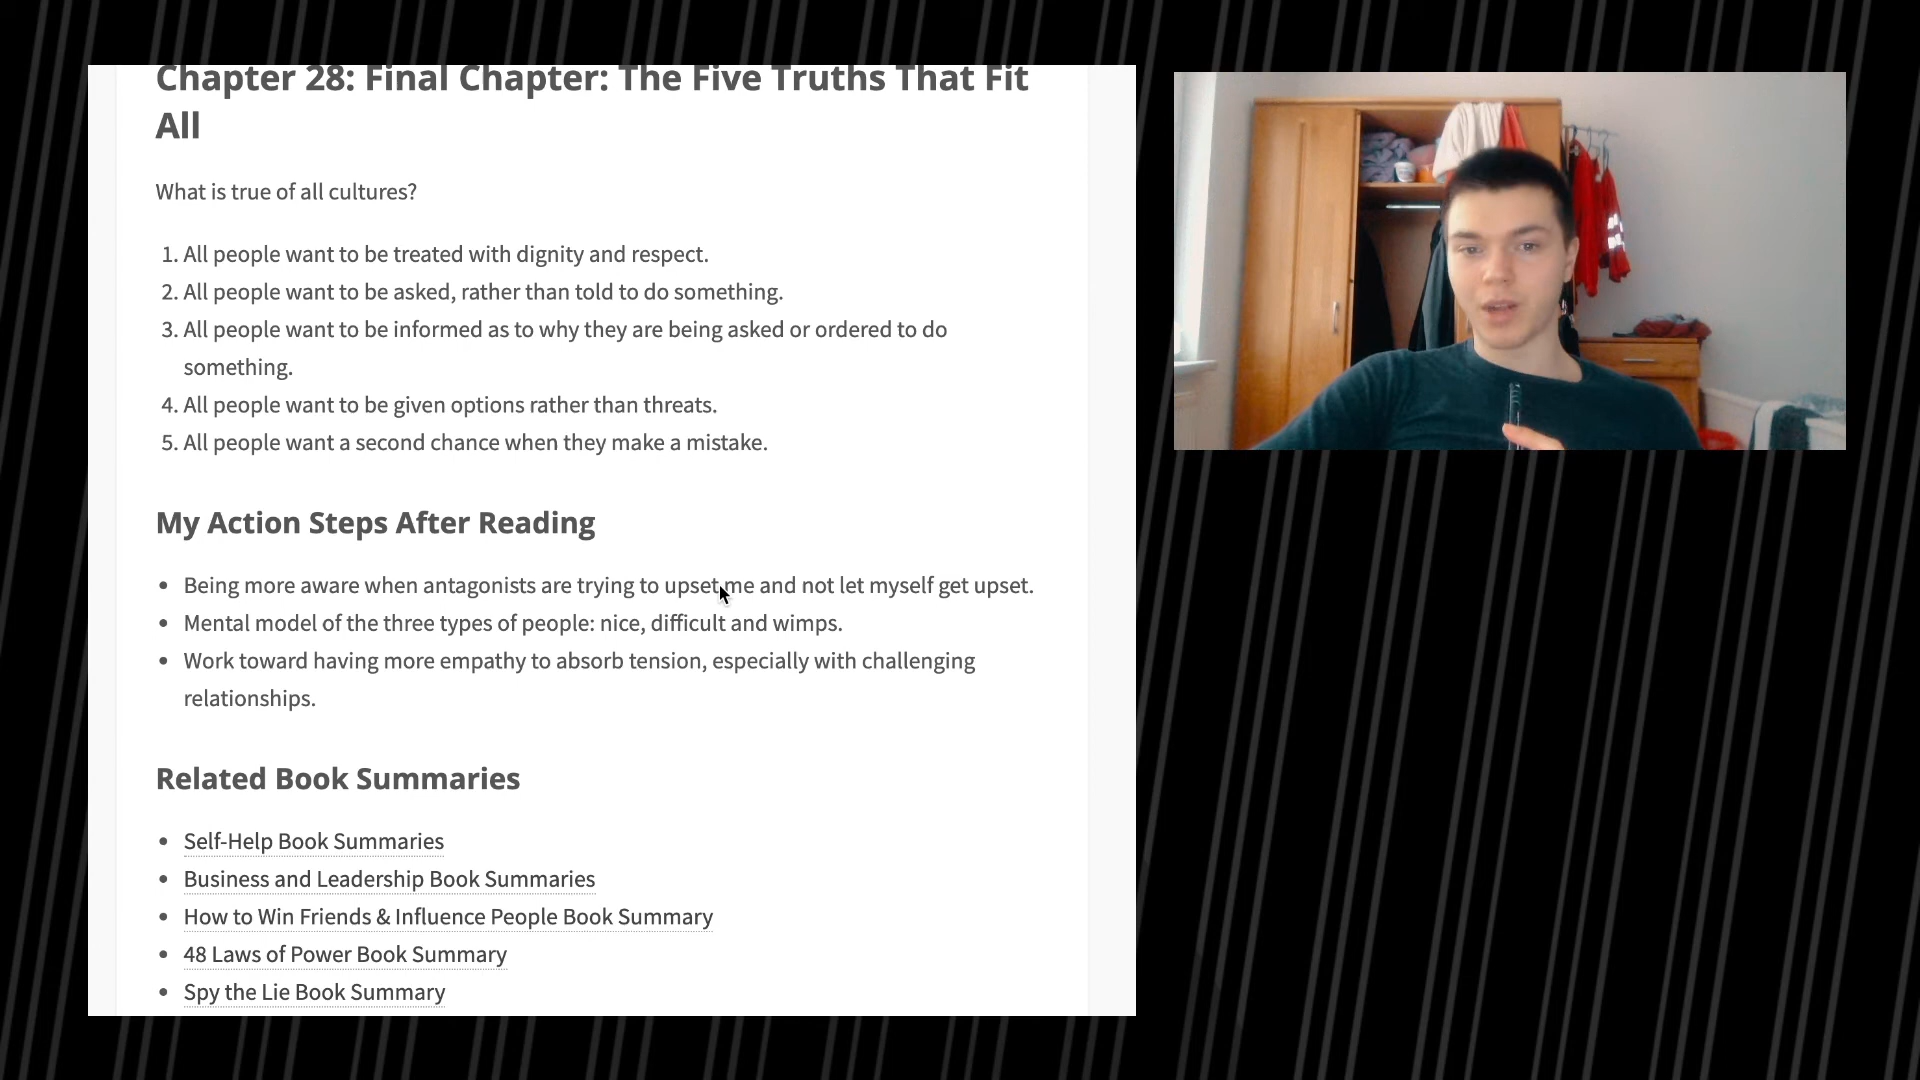 Chapter 28: Final Chapter: The Five Truths That Fit
All
What is true of all cultures?
1. All people want to be treated with dignity and respect.
2. All people want to be asked, rather than told to do something.
3. All people want to be informed as to why they are being asked or ordered to do
something.
4. All people want to be given options rather than threats.
5. All people want a second chance when they make a mistake.
My Action Steps After Reading
• Being more aware when antagonists are trying to upset me and not let myself get upset.
• Mental model of the three types of people: nice, difficult and wimps.
• Work toward having more empathy to absorb tension, especially with challenging
relationships.
Related Book Summaries
• Self-Help Book Summaries
• Business and Leadership Book Summaries
• How to Win Friends & Influence People Book Summary
• 48 Laws of Power Book Summary
• Spy the Lie Book Summary